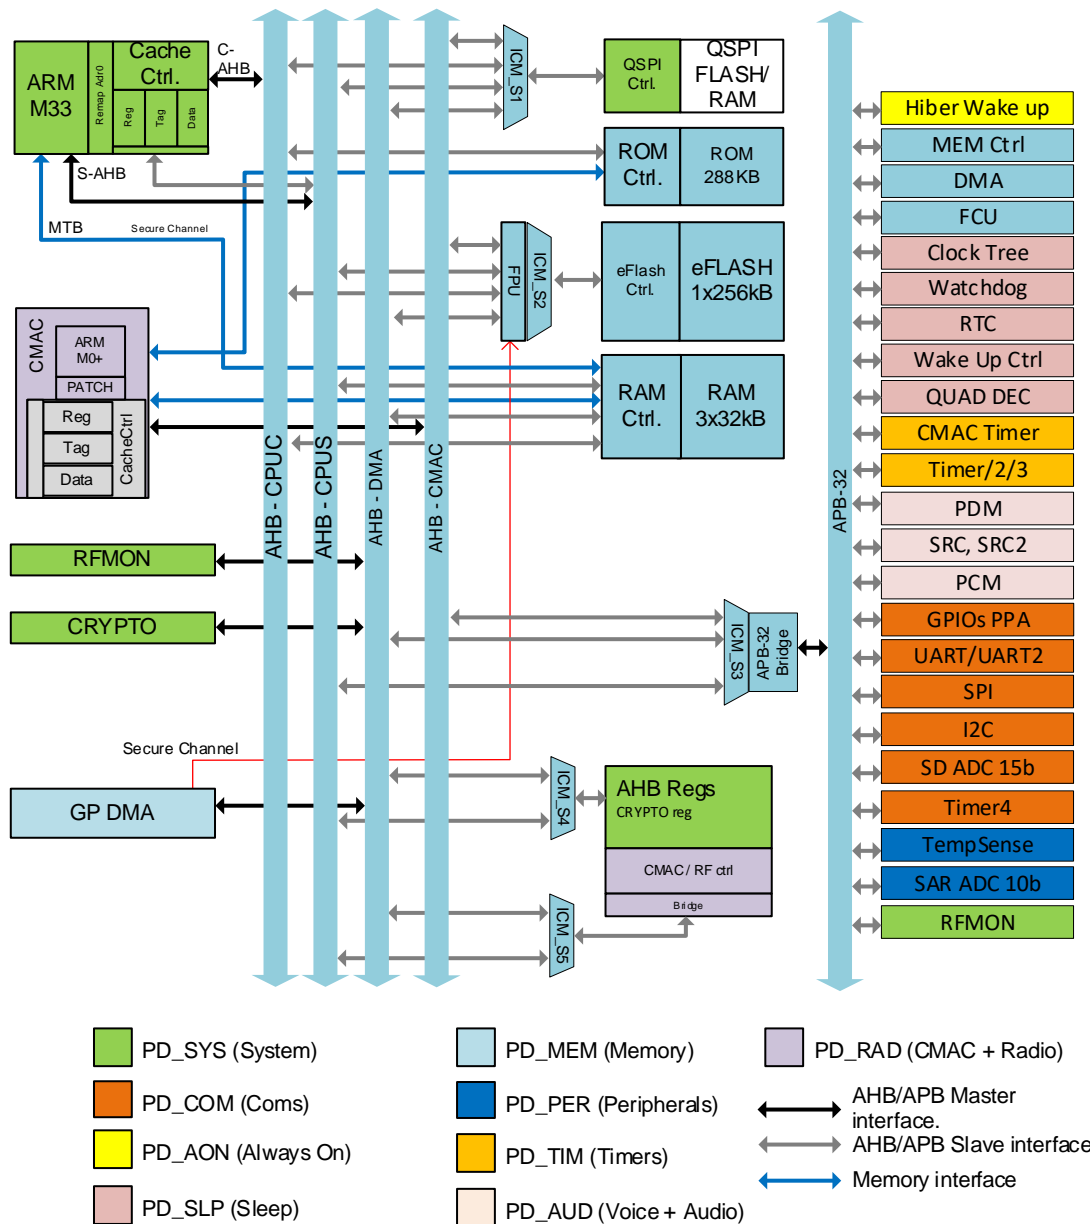 ARM
M33
Remap Adr0
Cache
Ctrl.
Reg
Tag
Data
C-
AHB
S-AHB
MTB
Secure Channel
CMAC
ARM
M0+
PATCH
Reg
Tag
Data
CacheCtrl
RFMON
CRYPTO
Secure Channel
GP DMA
AHB - CPUC
AHB - CPUS
AHB - DMA
AHB - CMAC
ICM_S1
QSPI
Ctrl.
QSPI
FLASH/
RAM
ROM
Ctrl.
ROM
288KB
FPU
ICM_S2
eFlash
Ctrl.
eFLASH
1x256kB
RAM
Ctrl.
RAM
3x32kB
ICM_S3
APB-32
Bridge
ICM_S4
AHB Regs
CRYPTO reg
CMAC / RF ctrl
Bridge
ICM_S5
APB-32
Hiber Wake up
MEM Ctrl
DMA
FCU
Clock Tree
Watchdog
RTC
Wake Up Ctrl
QUAD DEC
CMAC Timer
Timer/2/3
PDM
SRC, SRC2
PCM
GPIOs PPA
UART/UART2
SPI
I2C
SD ADC 15b
Timer4
TempSense
SAR ADC 10b
RFMON
PD_SYS (System)
PD_COM (Coms)
PD_AON (Always On)
PD_SLP (Sleep)
PD_MEM (Memory)
PD_PER (Peripherals)
PD_TIM (Timers)
PD_AUD (Voice + Audio)
PD_RAD (CMAC + Radio)
AHB/APB Master
interface.
AHB/APB Slave interface
Memory interface